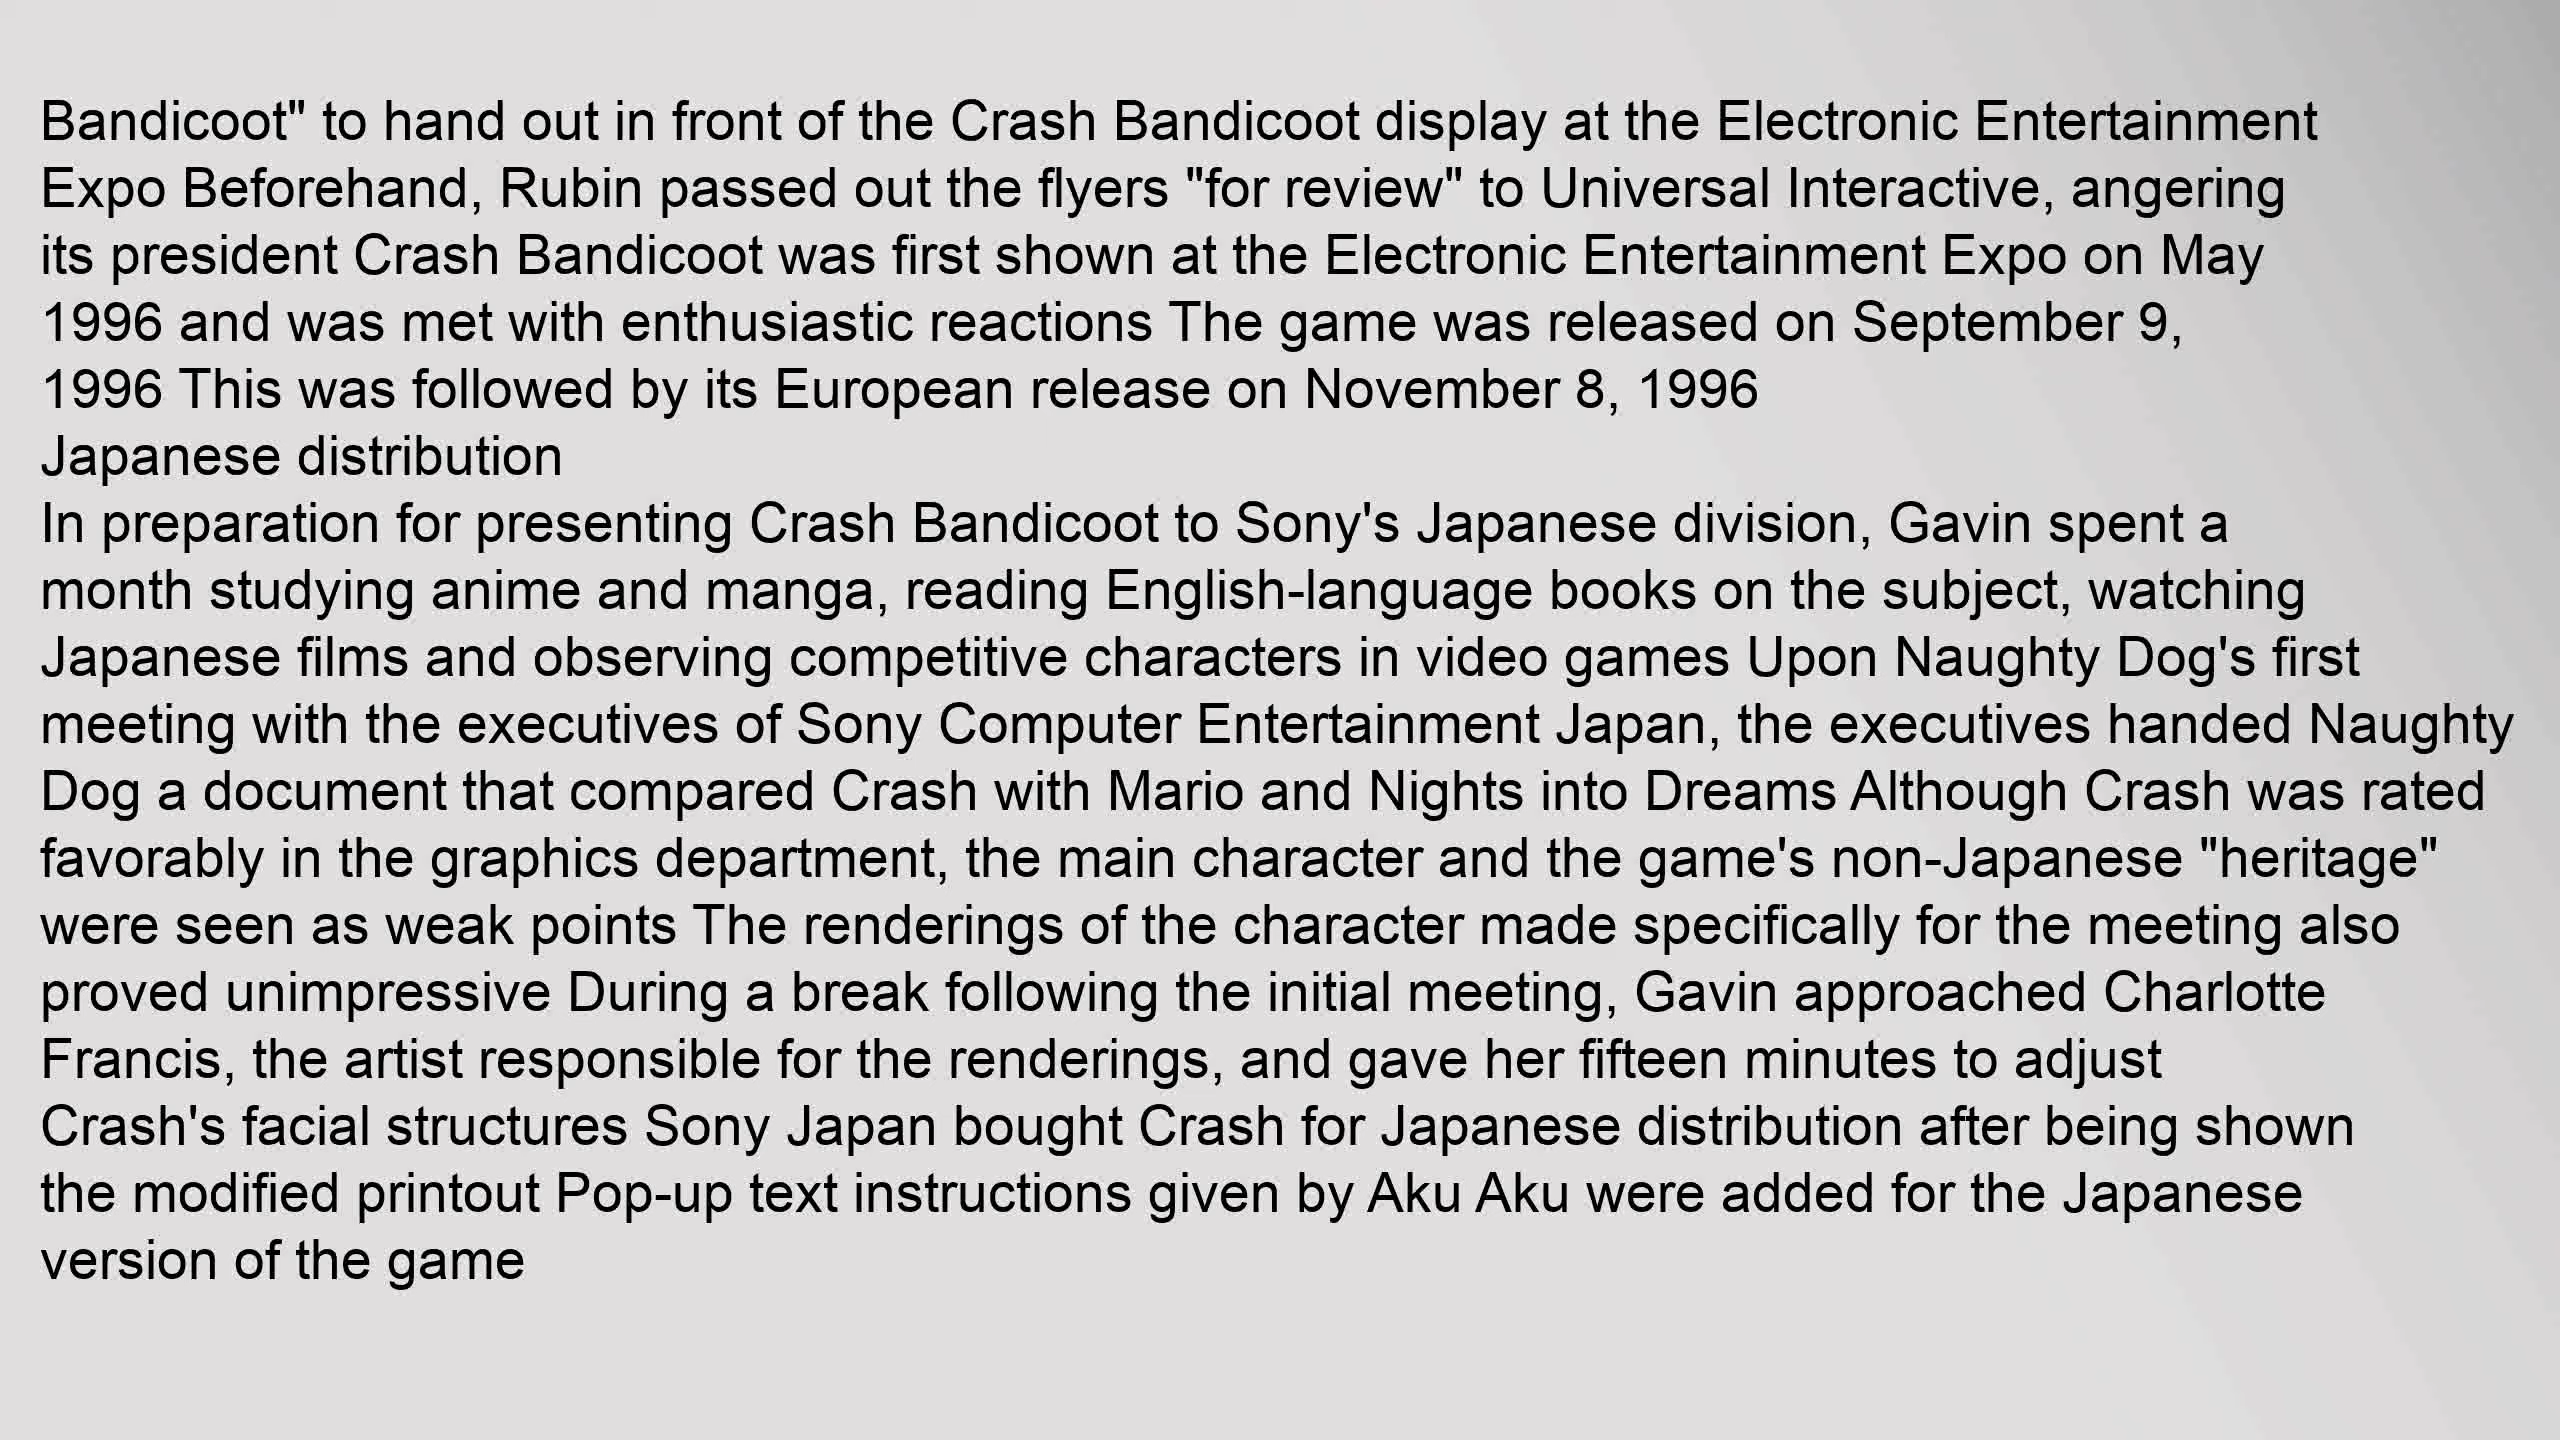 Bandicoot" to hand out in front of the Crash Bandicoot display at the Electronic Entertainment
Expo Beforehand, Rubin passed out the flyers "for review" to Universal Interactive, angering
its president Crash Bandicoot was first shown at the Electronic Entertainment Expo on May
1996 and was met with enthusiastic reactions The game was released on September 9,
1996 This was followed by its European release on November 8, 1996
Japanese distribution
In preparation for presenting Crash Bandicoot to Sony's Japanese division, Gavin spent a
month studying anime and manga, reading English-language books on the subject, watching
Japanese films and observing competitive characters in video games Upon Naughty Dog's first
meeting with the executives of Sony Computer Entertainment Japan, the executives handed Naughty
Dog a document that compared Crash with Mario and Nights into Dreams Although Crash was rated
favorably in the graphics department, the main character and the game's non-Japanese "heritage"
were seen as weak points The renderings of the character made specifically for the meeting also
proved unimpressive During a break following the initial meeting, Gavin approached Charlotte
Francis, the artist responsible for the renderings, and gave her fifteen minutes to adjust
Crash's facial structures Sony Japan bought Crash for Japanese distribution after being shown
the modified printout Pop-up text instructions given by Aku Aku were added for the Japanese
version of the game